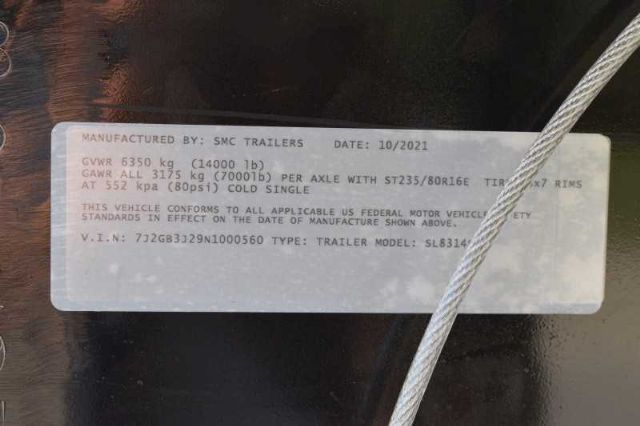 MANUFACTURED BY: SMC TRAILERS DATE: 10/2021
GVWR 6350 kg (14000 lb)
GAWR ALL 3175 kg (7000lb) PER AXLE WITH ST235/80R16E x7 RIMS
AT 552 kpa (80psi) COLD SINGLE
THIS VEHICLE CONFORMS TO ALL APPLICABLE US FEDERAL MOTOR VEHICLE
STANDARDS IN EFFECT ON THE DATE OF MANUFACTURE SHOWN ABOVE.
V.I.N: 7J2GB3J29N1000560 TYPE: TRAILER MODEL: SL8314